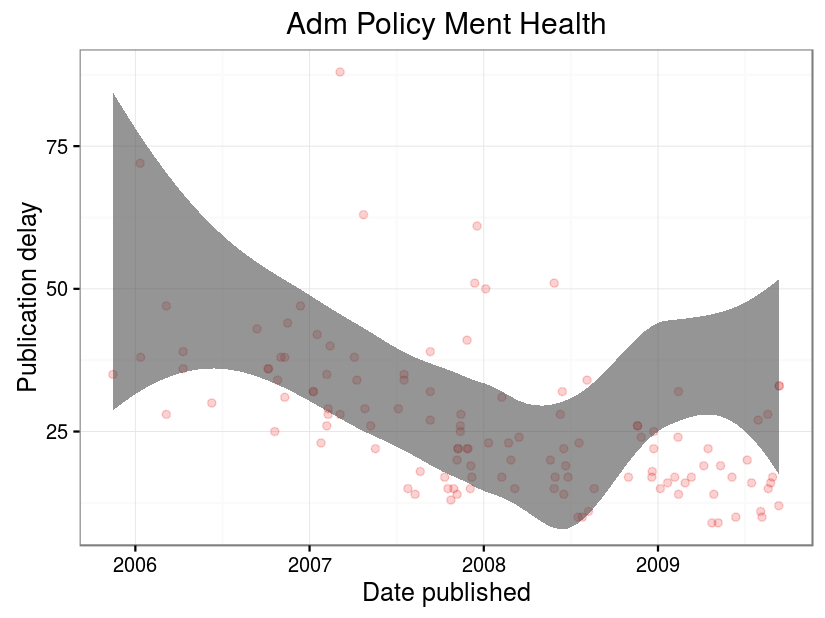 Adm Policy Ment Health
Publication delay
75
50
25
2006 2007 2008 2009
Date published